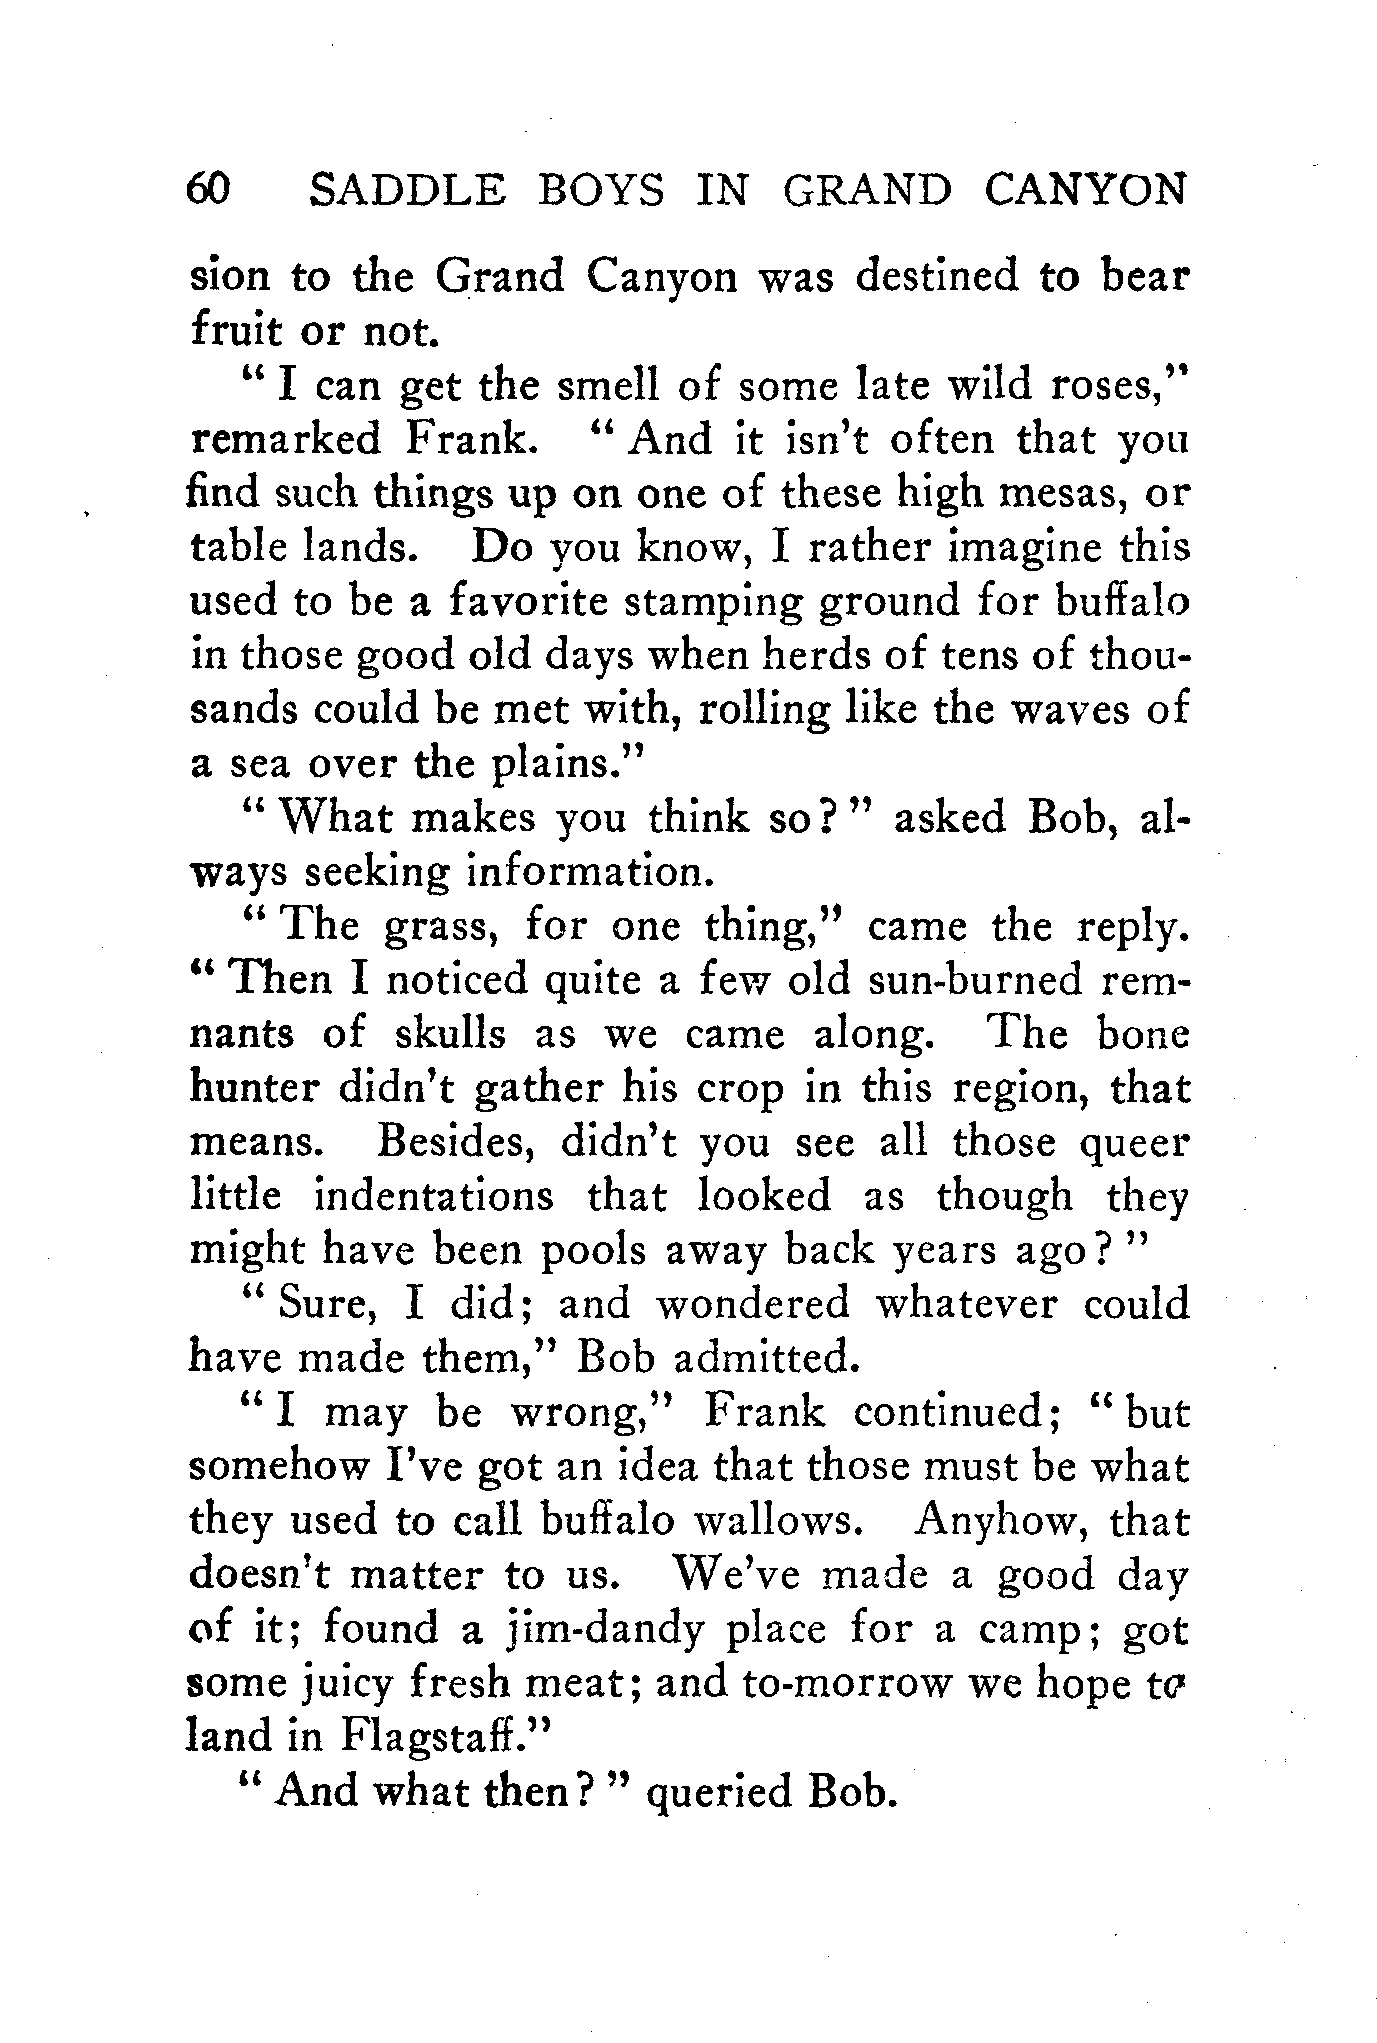 60 SADDLE BOYS IN GRAND CANYON
sion to the Grand Canyon was destined to bear
fruit or not.
" I can get the smell of some late wild roses,"
remarked Frank. " And it isn't often that you
find such things up on one of these high mesas, or
table lands. Do you know, I rather imagine this
used to be a favorite stamping ground for buffalo
in those good old days when herds of tens of thou-
sands could be met with, rolling like the waves of
a sea over the plains."
" What makes you think so? " asked Bob, al-
ways seeking information.
" The grass, for one thing," came the reply.
" Then I noticed quite a few old sun-burned rem-
nants of skulls as we came along. The bone
hunter didn't gather his crop in this region, that
means. Besides, didn't you see all those queer
little indentations that looked as though they
might have been pools away back years ago? "
" Sure, I did; and wondered whatever could
have made them," Bob admitted.
" I may be wrong," Frank continued; " but
somehow I've got an idea that those must be what
they used to call buffalo wallows. Anyhow, that
doesn't matter to us. We've made a good day
of it; found a jim-dandy place for a camp; got
some juicy fresh meat; and to-morrow we hope to
land in Flagstaff."
" And what then? " queried Bob.